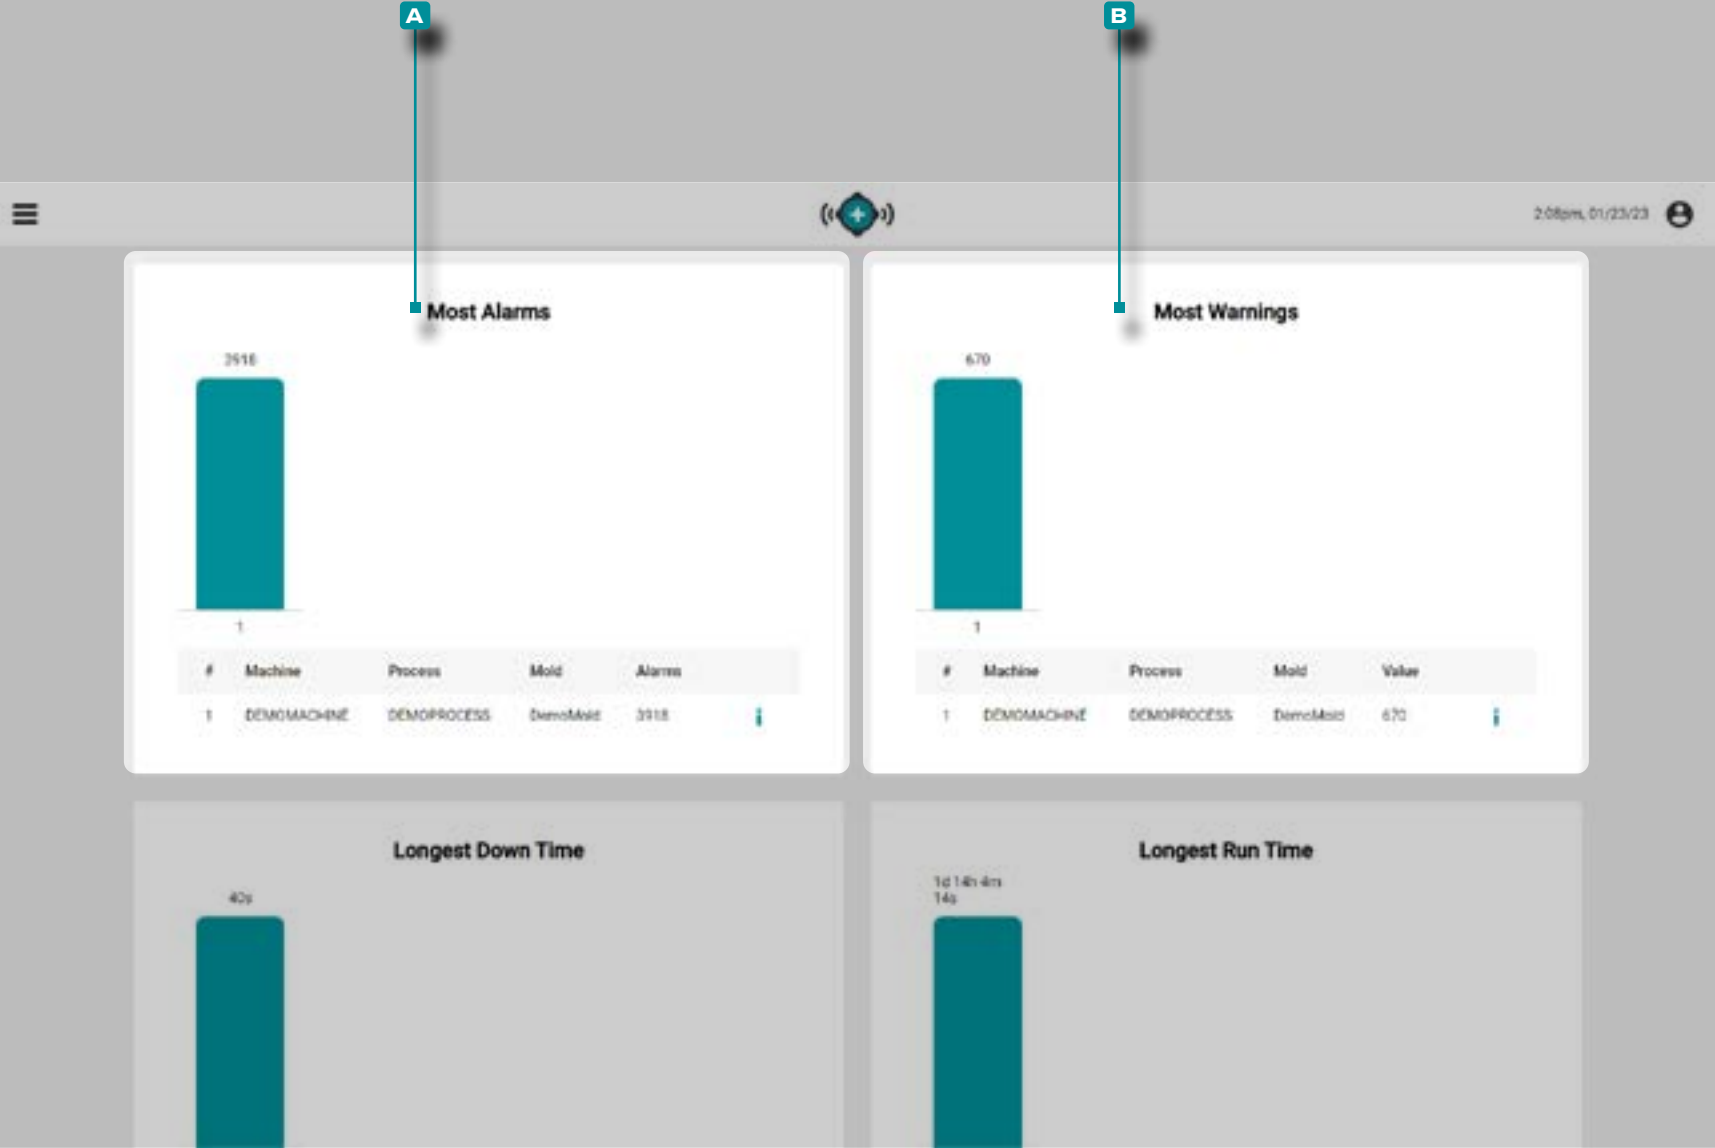 A
B
2:08pm, 01/23/23
Most Alarms
3918
1
# Machine Process Mold Alarms
1 DEMOMACHINE DEMOPROCESS DemoMold 3918
Most Warnings
670
1
# Machine Process Mold Value
1 DEMOMACHINE DEMOPROCESS DemoMold 670
Longest Down Time
40s
Longest Run Time
1d 14h 4m
14s